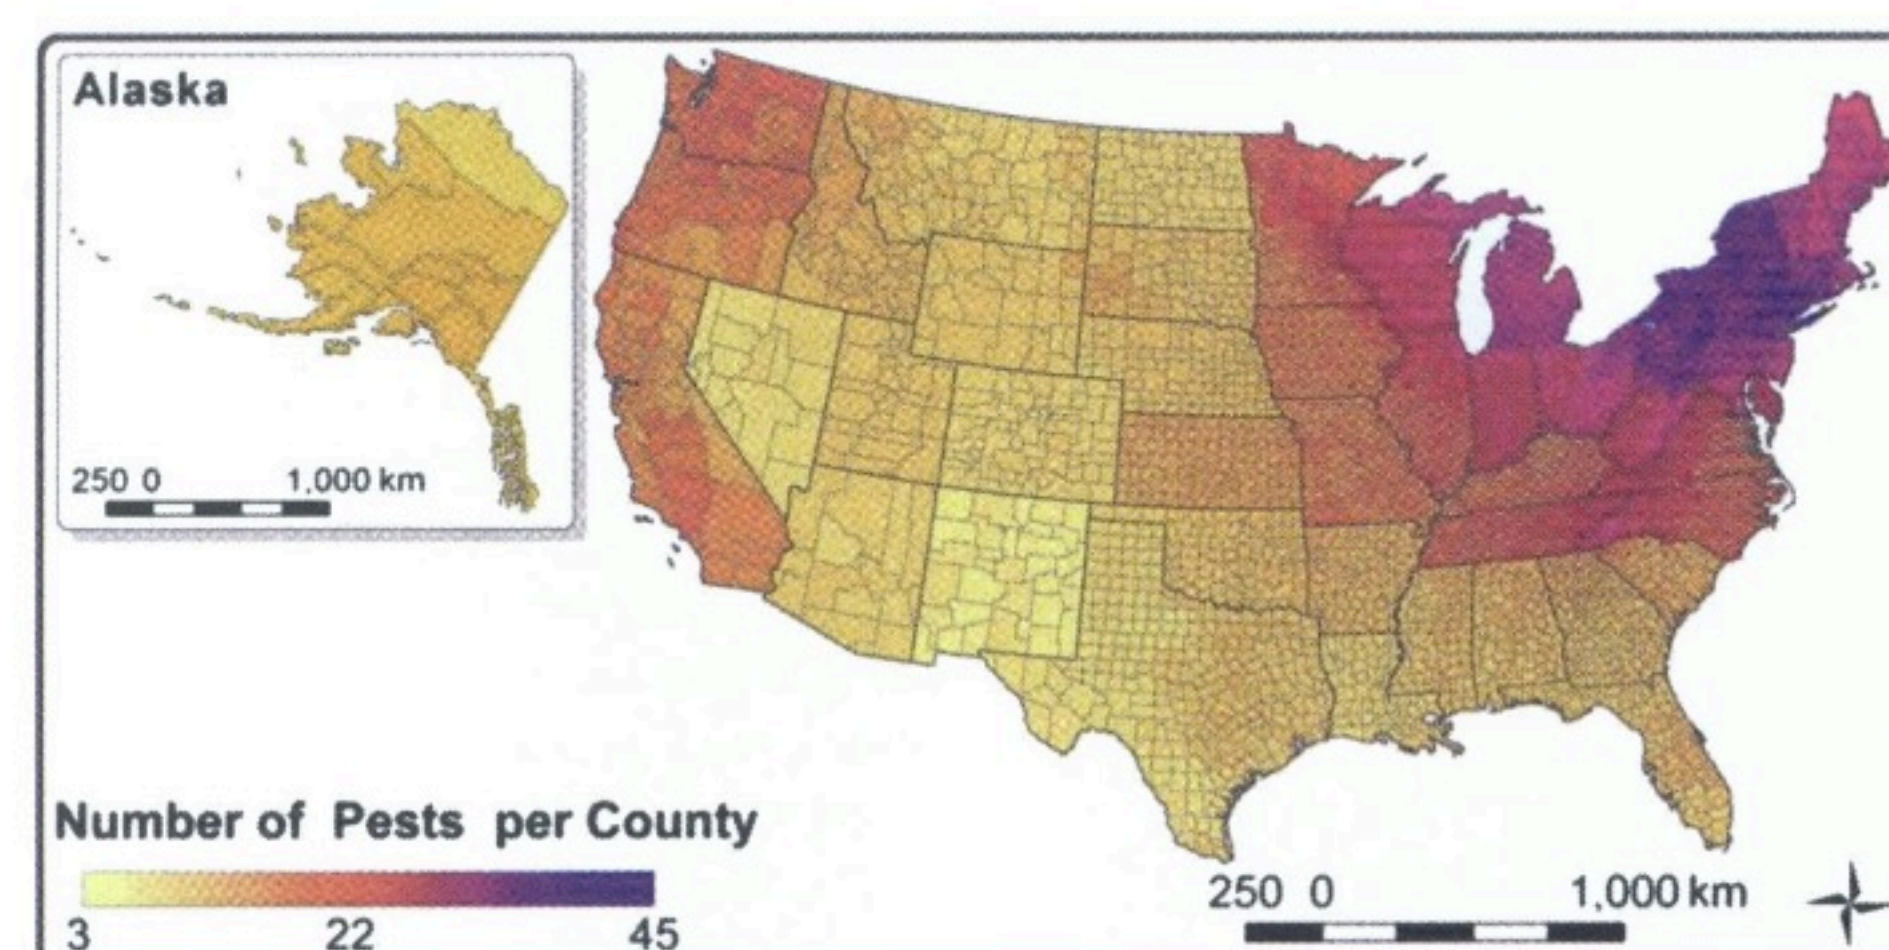 Alaska
250 0 1,000 km
Number of Pests per County
3 22 45
250 0 1,000 km